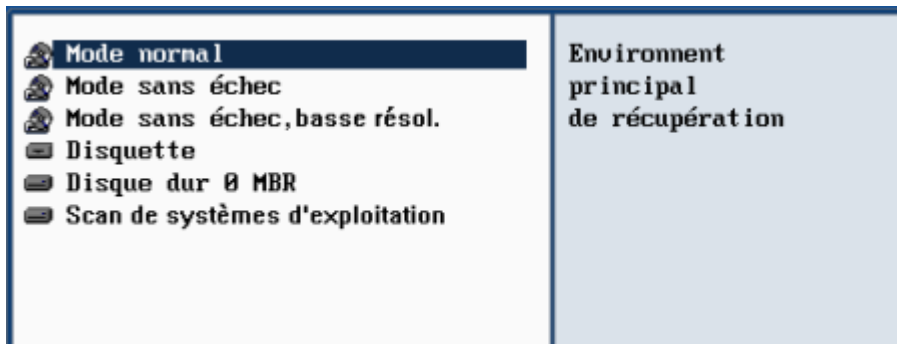 Mode normal
Mode sans échec
Mode sans échec,basse résol.
Disquette
Disque dur 0 MBR
Scan de systèmes d'exploitation
Environnent
principal
de récupération